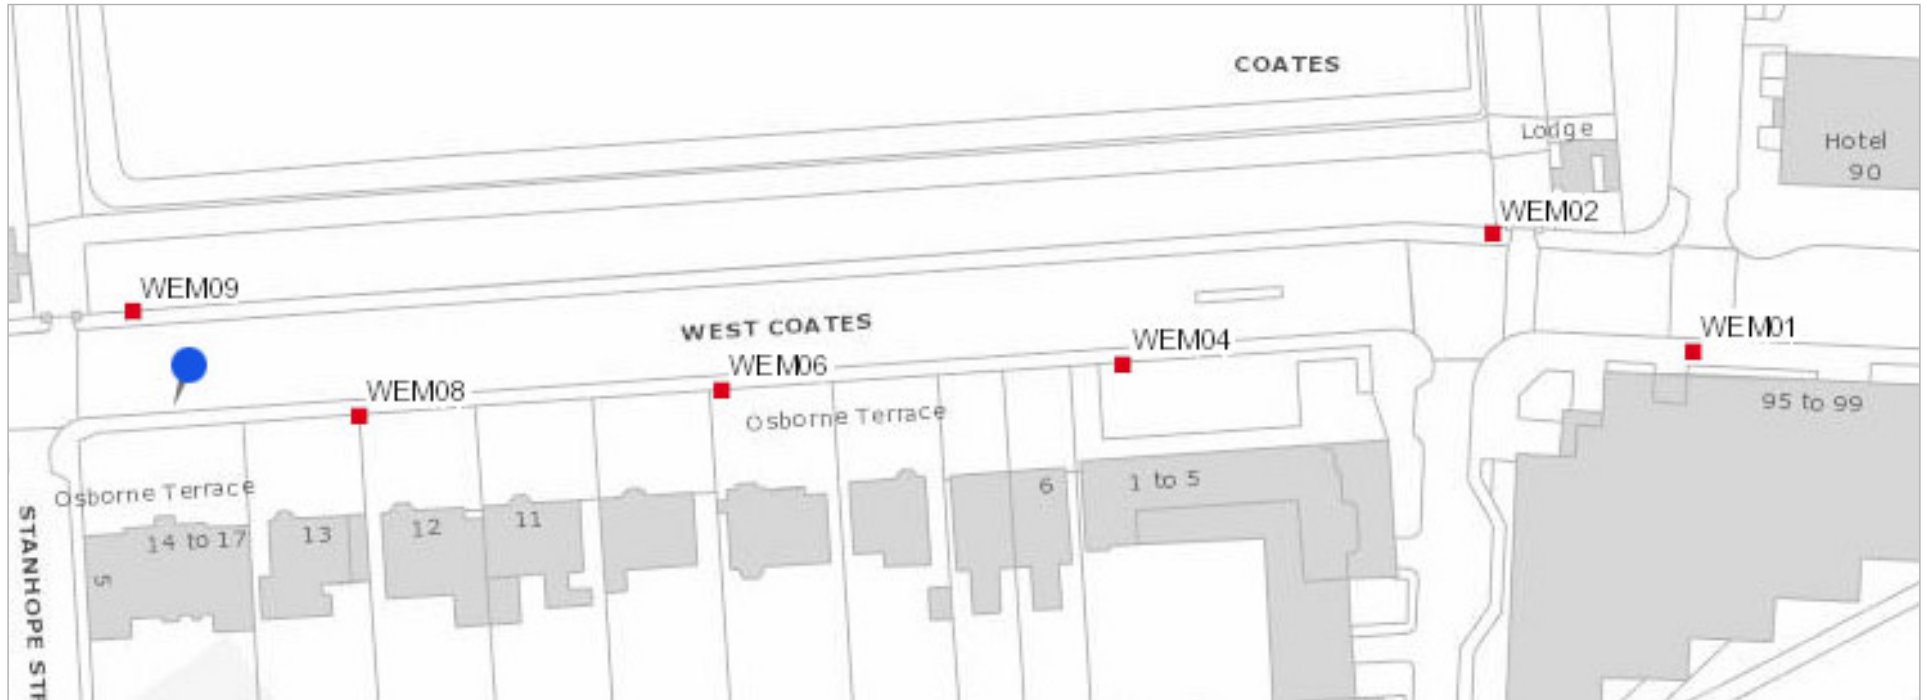 COATES
Lodge
Hotel
90
WEM02
WEM09
WEST COATES
WEM04
WEM01
WEM06
WEM08
Osborne Terrace
95 to 99
Osborne Terrace
1 to 5
6
11
12
13
14 to 17
5
STANHOPE